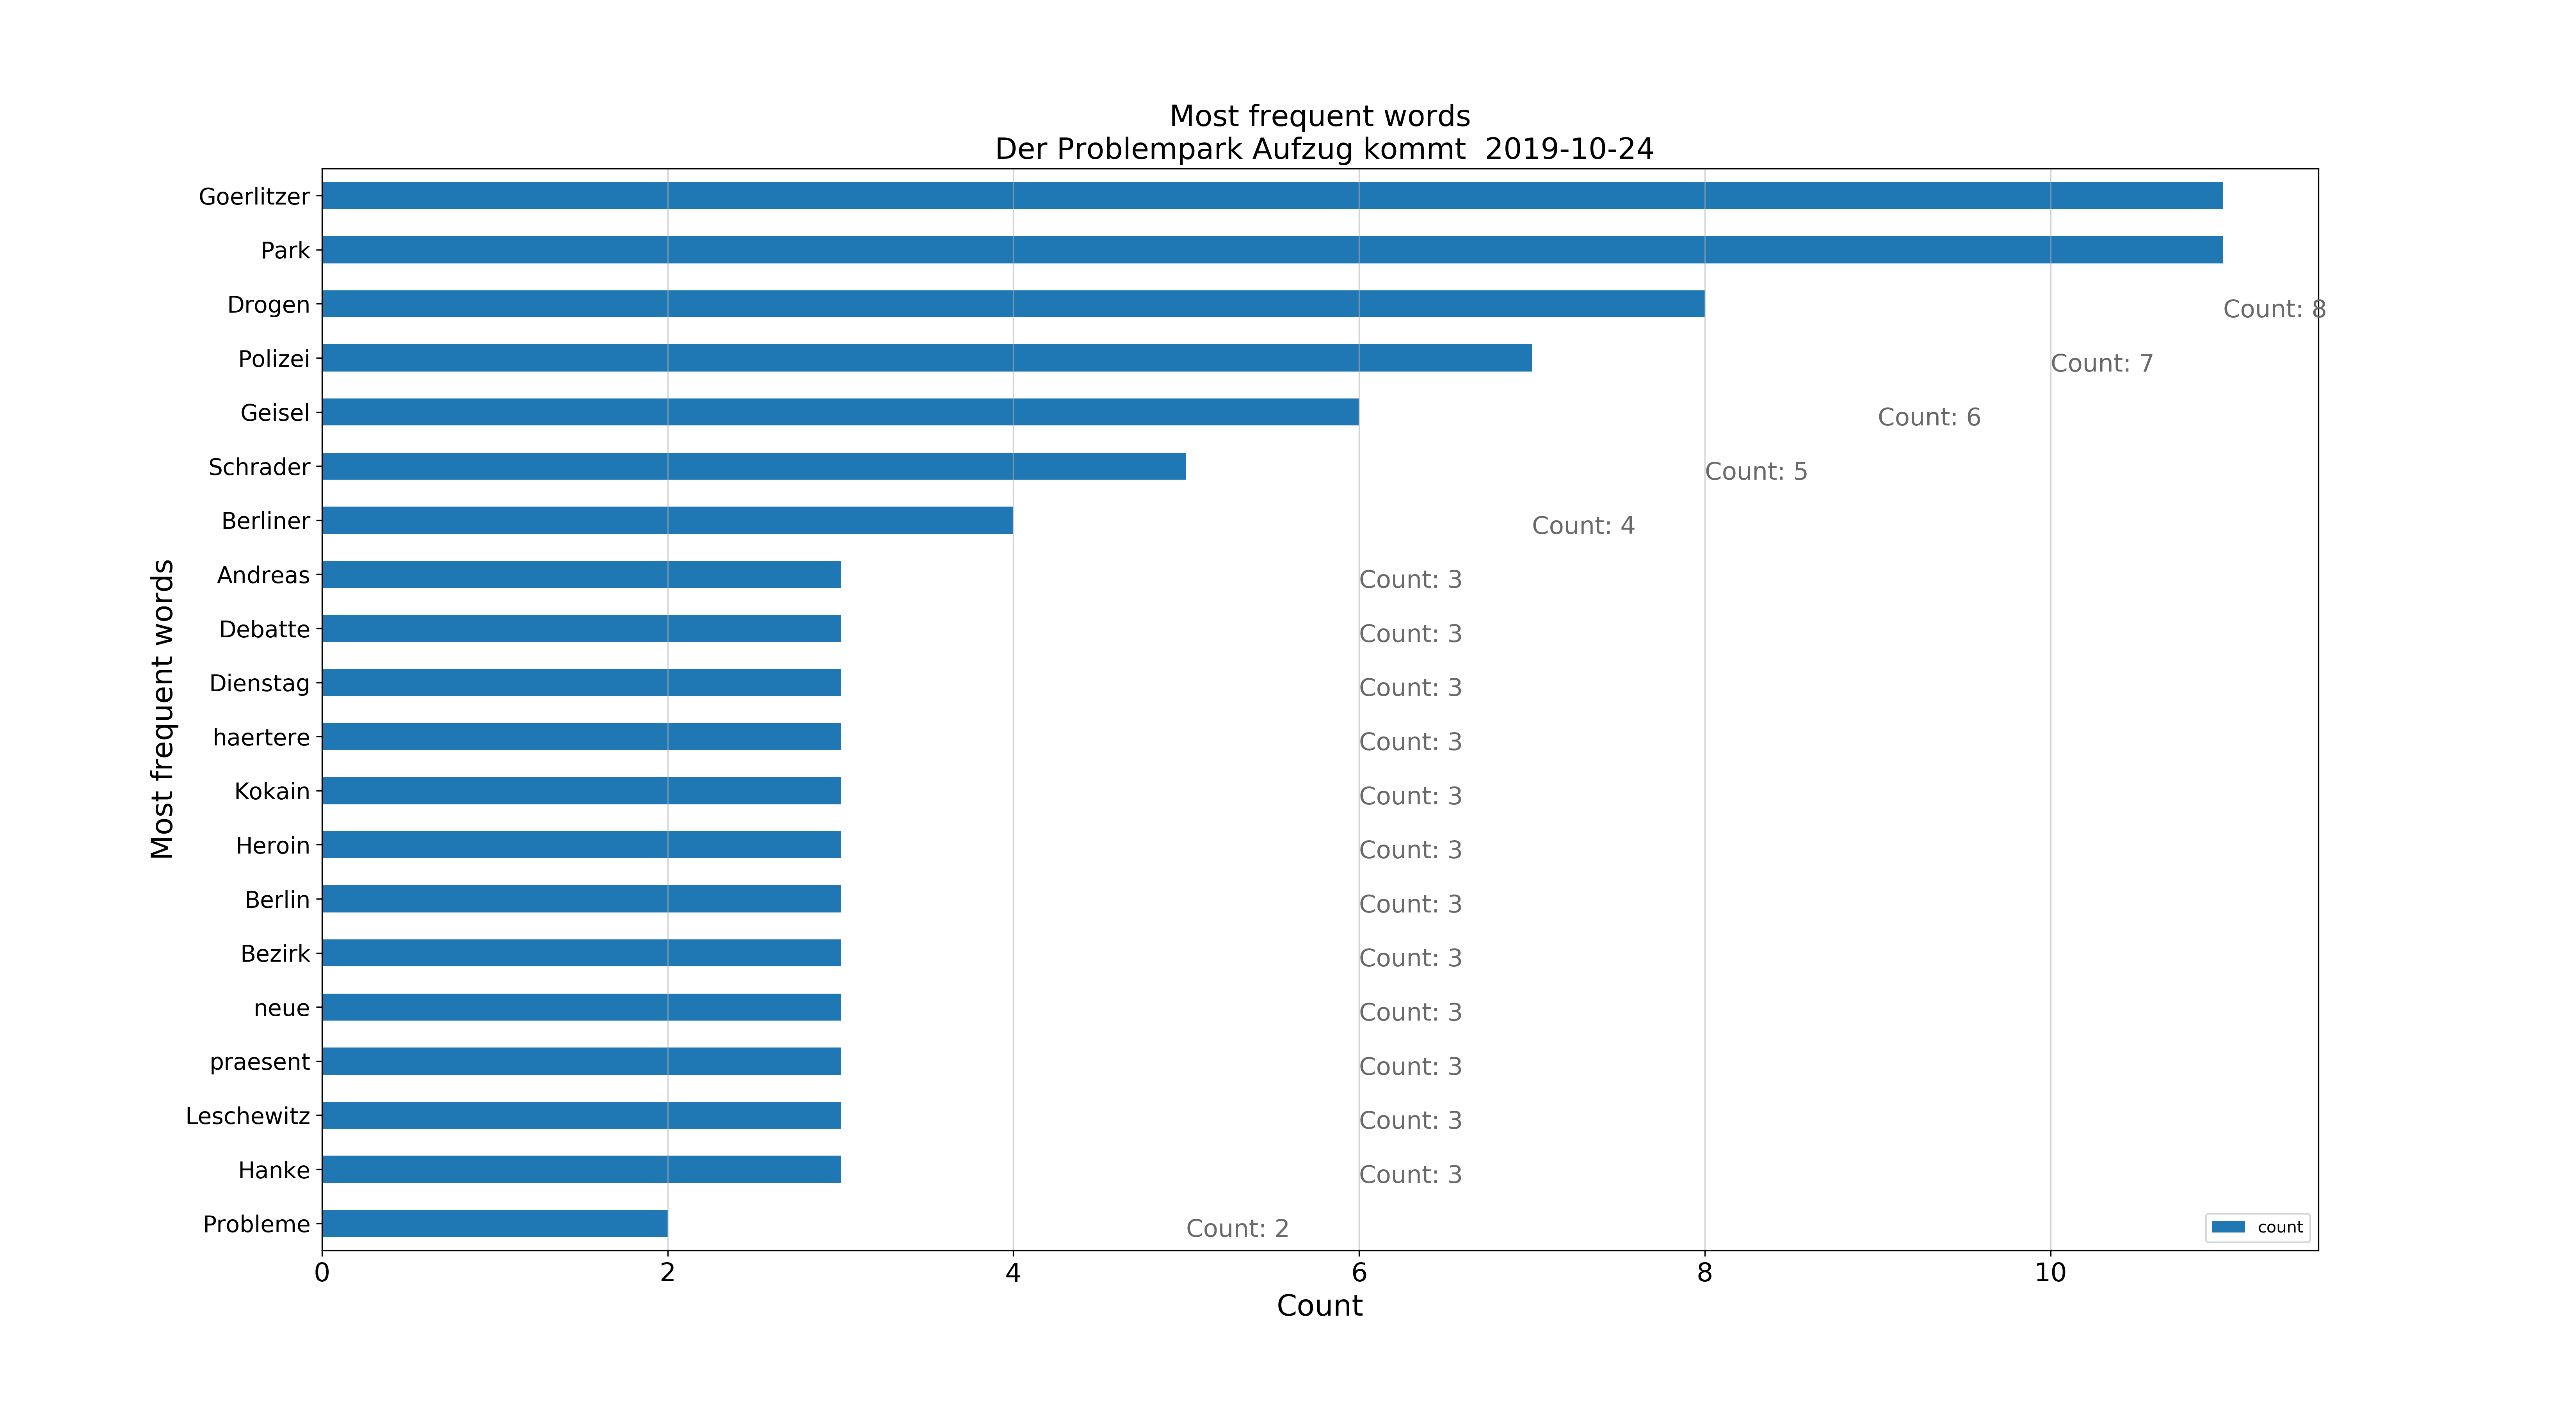 Most frequent words
Der Problempark Aufzug kommt  2019-10-24
Goerlitzer
Park
Drogen Count: 8
Polizei Count: 7
Geisel Count: 6
Schrader Count: 5
Berliner Count: 4
Andreas Count: 3
Debatte Count: 3
Dienstag Count: 3
haertere Count: 3
Kokain Count: 3
Heroin Count: 3
Berlin Count: 3
Bezirk Count: 3
neue Count: 3
praesent Count: 3
Leschewitz Count: 3
Hanke Count: 3
Probleme Count: 2
Most frequent words
count
0 2 4 6 8 10
Count